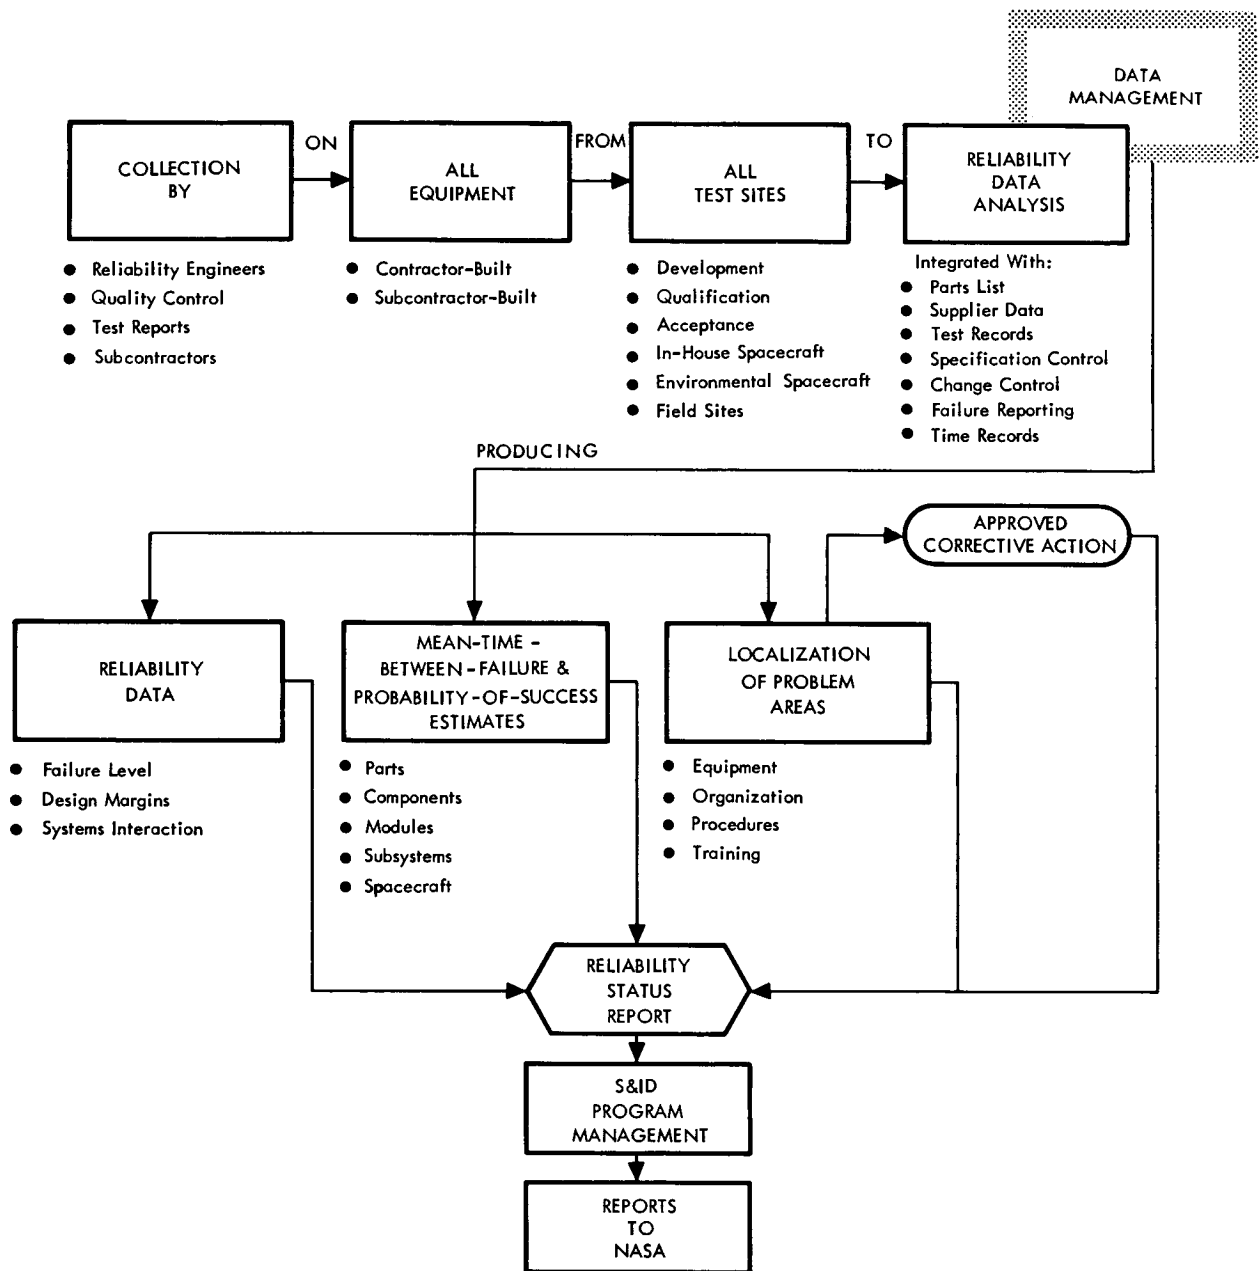 DATA
MANAGEMENT
COLLECTION
BY
ON
ALL
EQUIPMENT
FROM
ALL
TEST SITES
TO
RELIABILITY
DATA
ANALYSIS
● Reliability Engineers
● Quality Control
● Test Reports
● Subcontractors
● Contractor-Built
● Subcontractor-Built
● Development
● Qualification
● Acceptance
● In-House Spacecraft
● Environmental Spacecraft
● Field Sites
Integrated With:
● Parts List
● Supplier Data
● Test Records
● Specification Control
● Change Control
● Failure Reporting
● Time Records
PRODUCING
APPROVED
CORRECTIVE ACTION
RELIABILITY
DATA
MEAN-TIME-
BETWEEN-FAILURE &
PROBABILITY-OF-SUCCESS
ESTIMATES
LOCALIZATION
OF PROBLEM
AREAS
● Failure Level
● Design Margins
● Systems Interaction
● Parts
● Components
● Modules
● Subsystems
● Spacecraft
● Equipment
● Organization
● Procedures
● Training
RELIABILITY
STATUS
REPORT
S&ID
PROGRAM
MANAGEMENT
REPORTS
TO
NASA